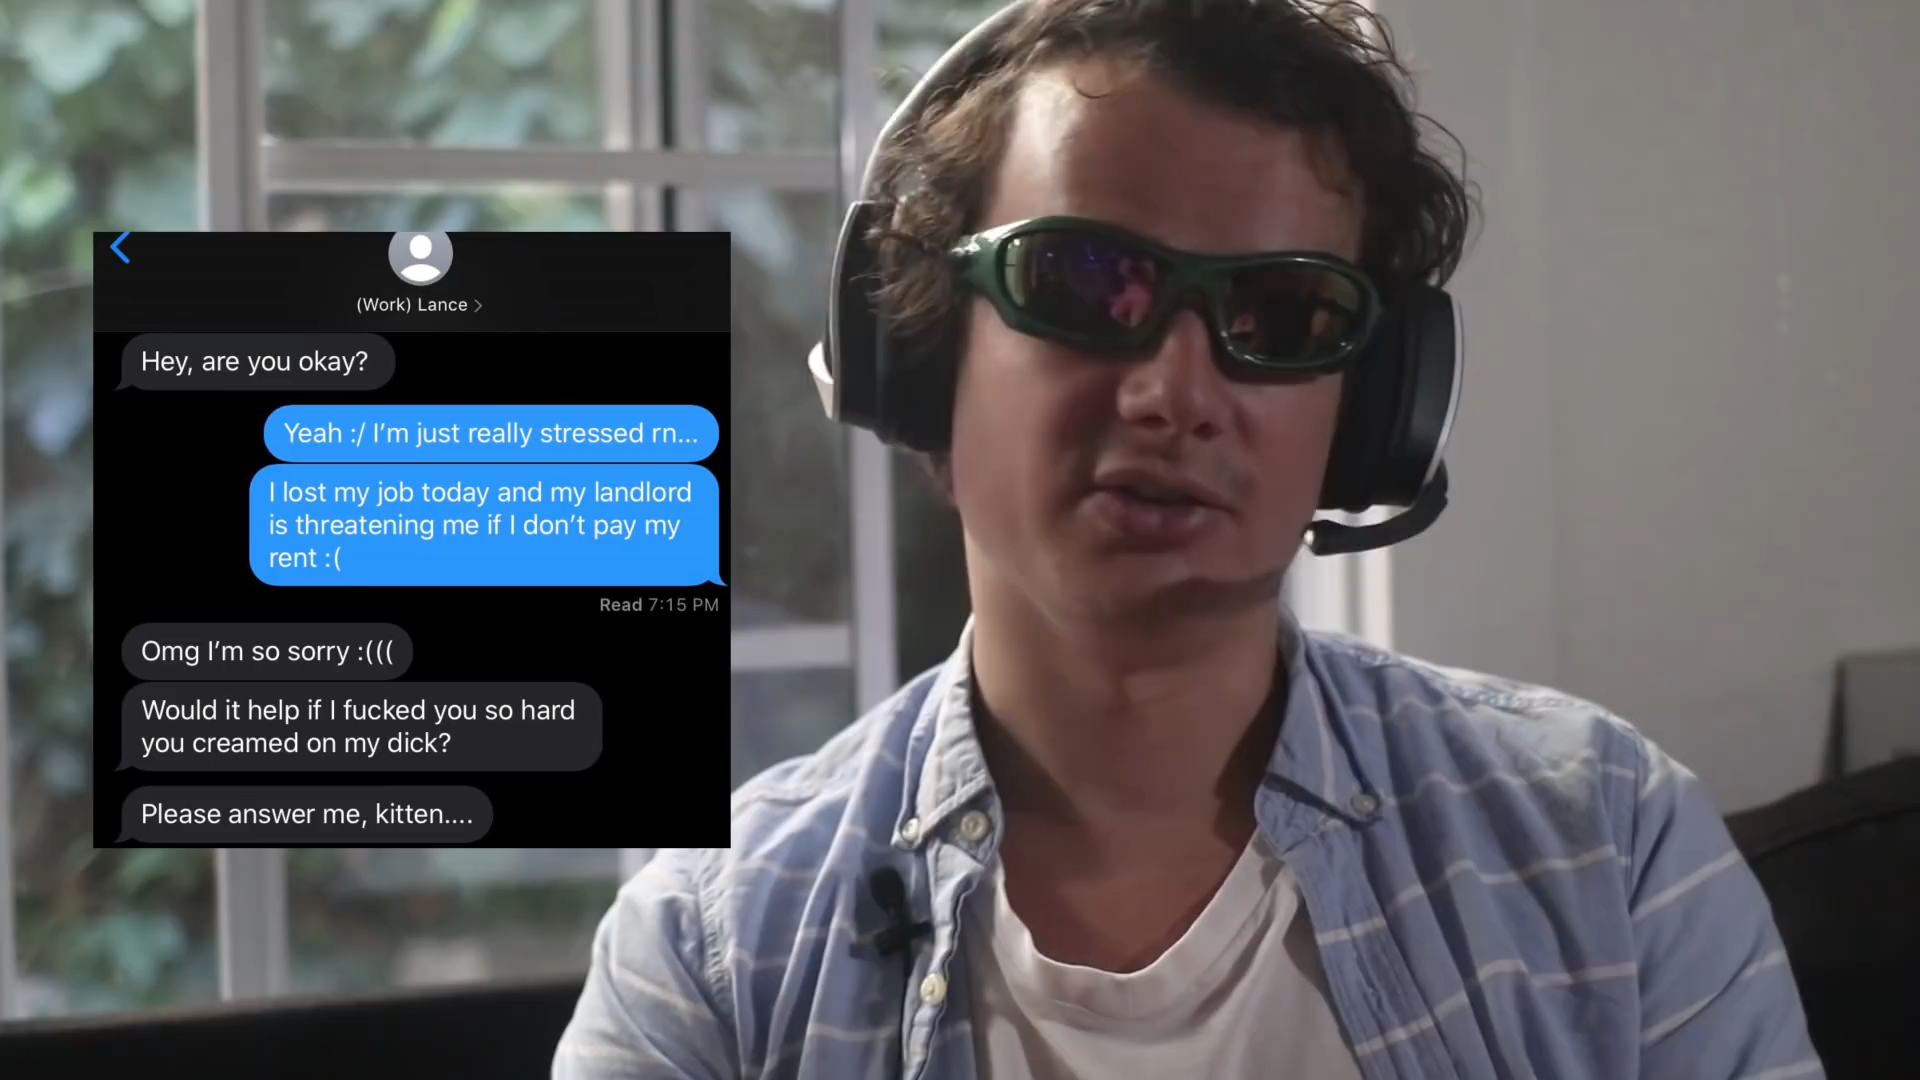 (Work) Lance
Hey, are you okay?
Yeah :/ I’m just really stressed rn...
I lost my job today and my landlord
is threatening me if I don’t pay my
rent :(
Read 7:15 PM
Omg I’m so sorry :(((
Would it help if I fucked you so hard
you creamed on my dick?
Please answer me, kitten....